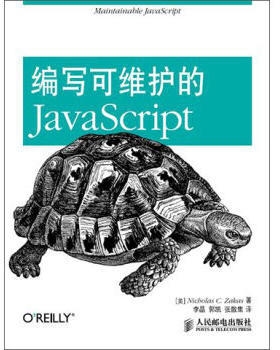 Maintainable JavaScript
编写可维护的
JavaScript
[美] Nicholas C. Zakas 著
李晶 郭凯 张散集 译
O'REILLY®
人民邮电出版社
POSTS & TELECOM PRESS